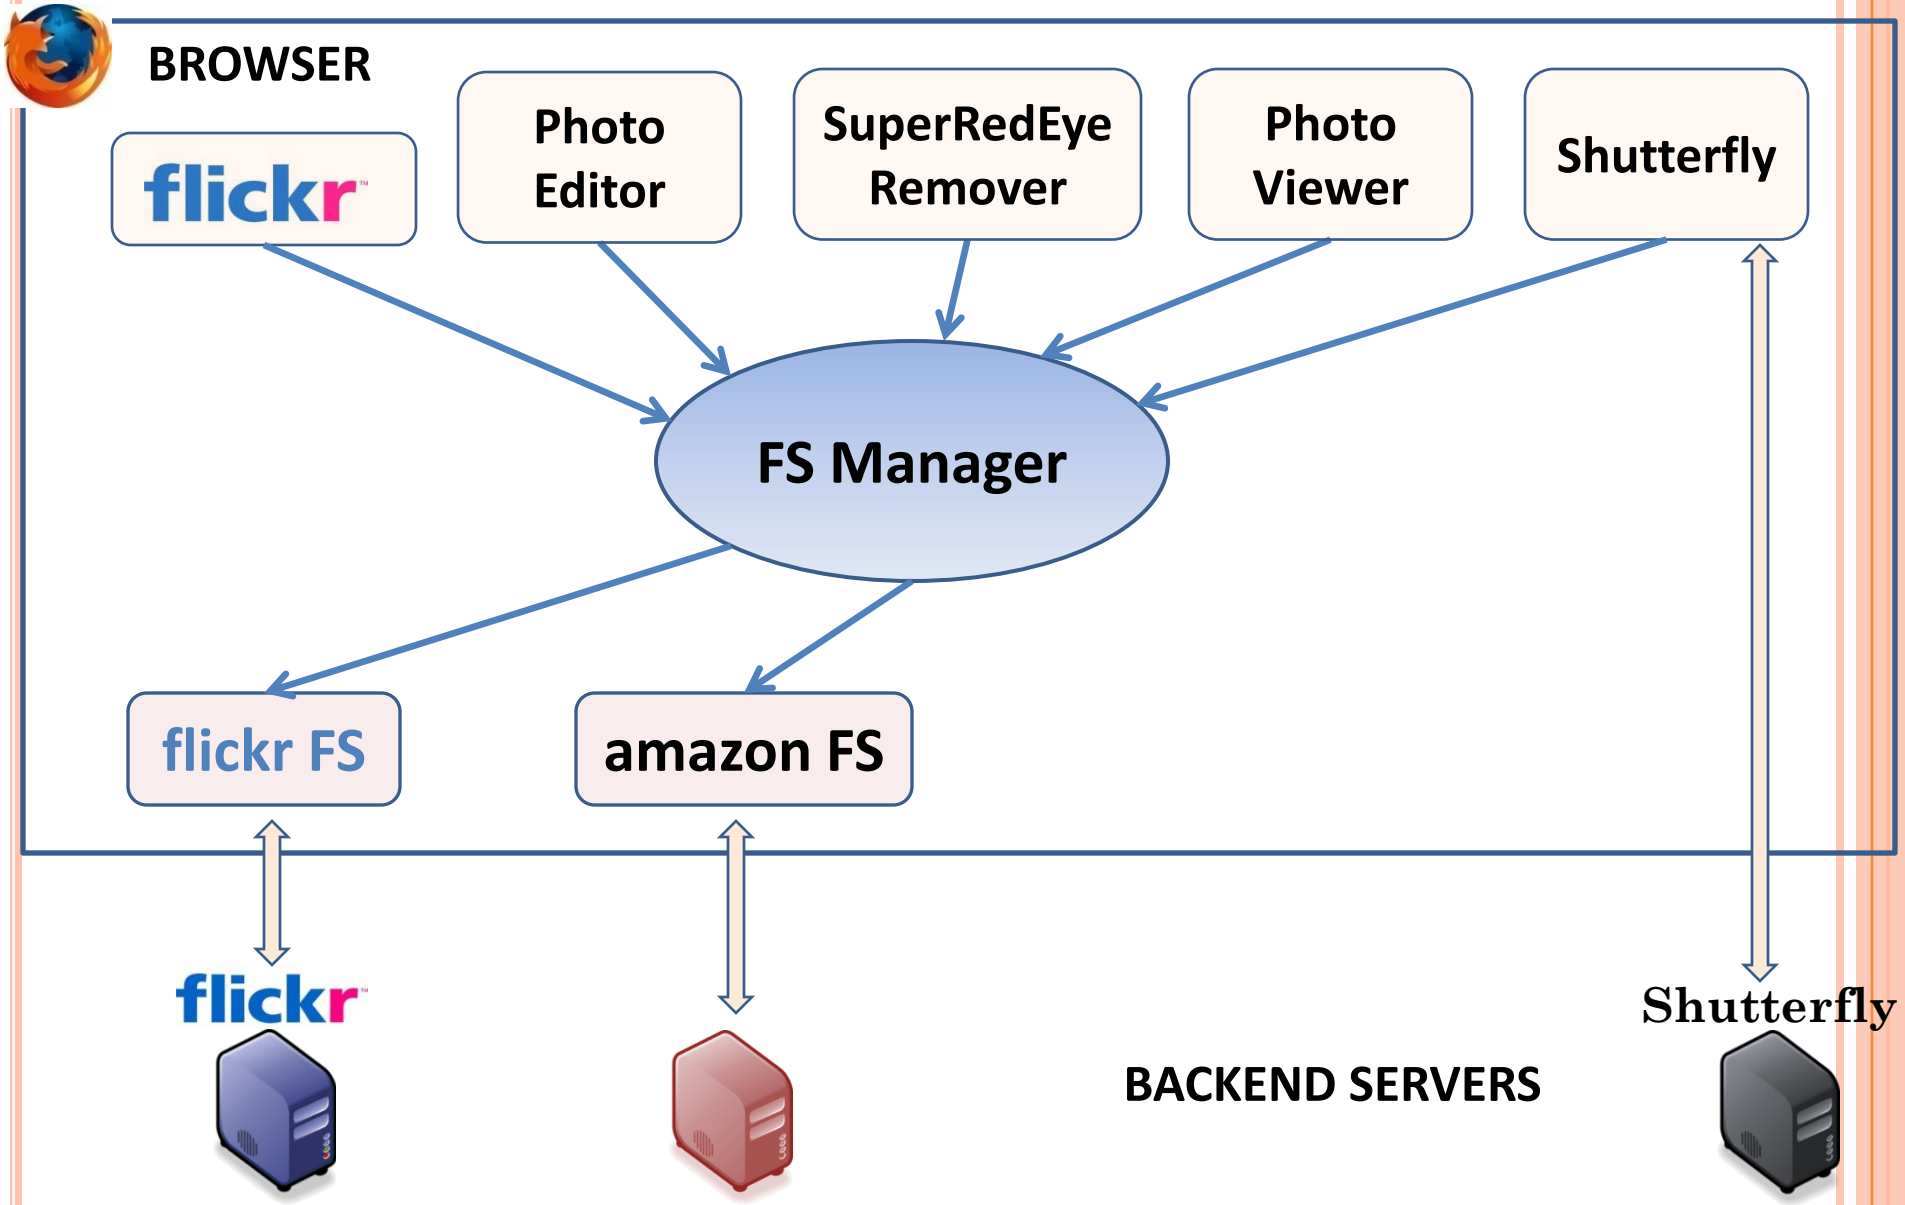 BROWSER
flickr
Photo
Editor
SuperRedEye
Remover
Photo
Viewer
Shutterfly
FS Manager
flickr FS
amazon FS
flickr
Shutterfly
BACKEND SERVERS